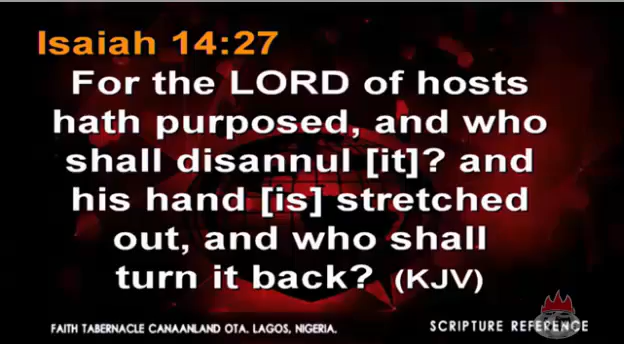 Isaiah 14:27
For the LORD of hosts
hath purposed, and who
shall disannul [it]? and
his hand [is] stretched
out, and who shall
turn it back? (KJV)
FAITH TABERNACLE CANAANLAND OTA. LAGOS, NIGERIA.
SCRIPTURE REFERENCE